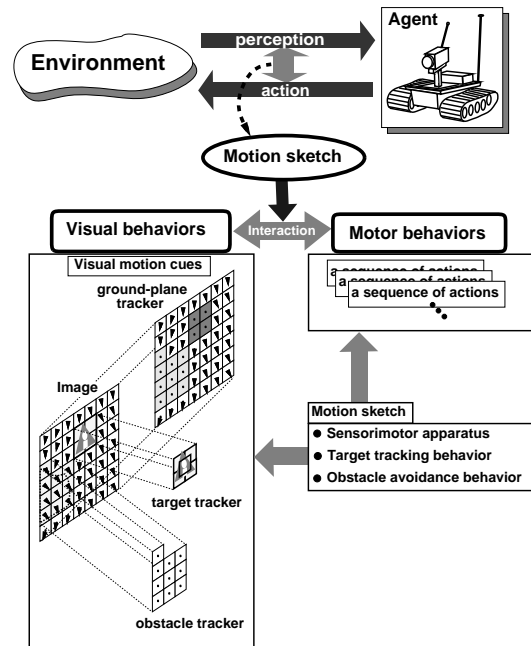 perception
Agent
Environment
action
Motion sketch
Visual behaviors
Interaction
Motor behaviors
Visual motion cues
ground-plane
tracker
a sequence of actions
a sequence of actions
a sequence of actions
Image
Motion sketch
● Sensorimotor apparatus
● Target tracking behavior
● Obstacle avoidance behavior
target tracker
obstacle tracker